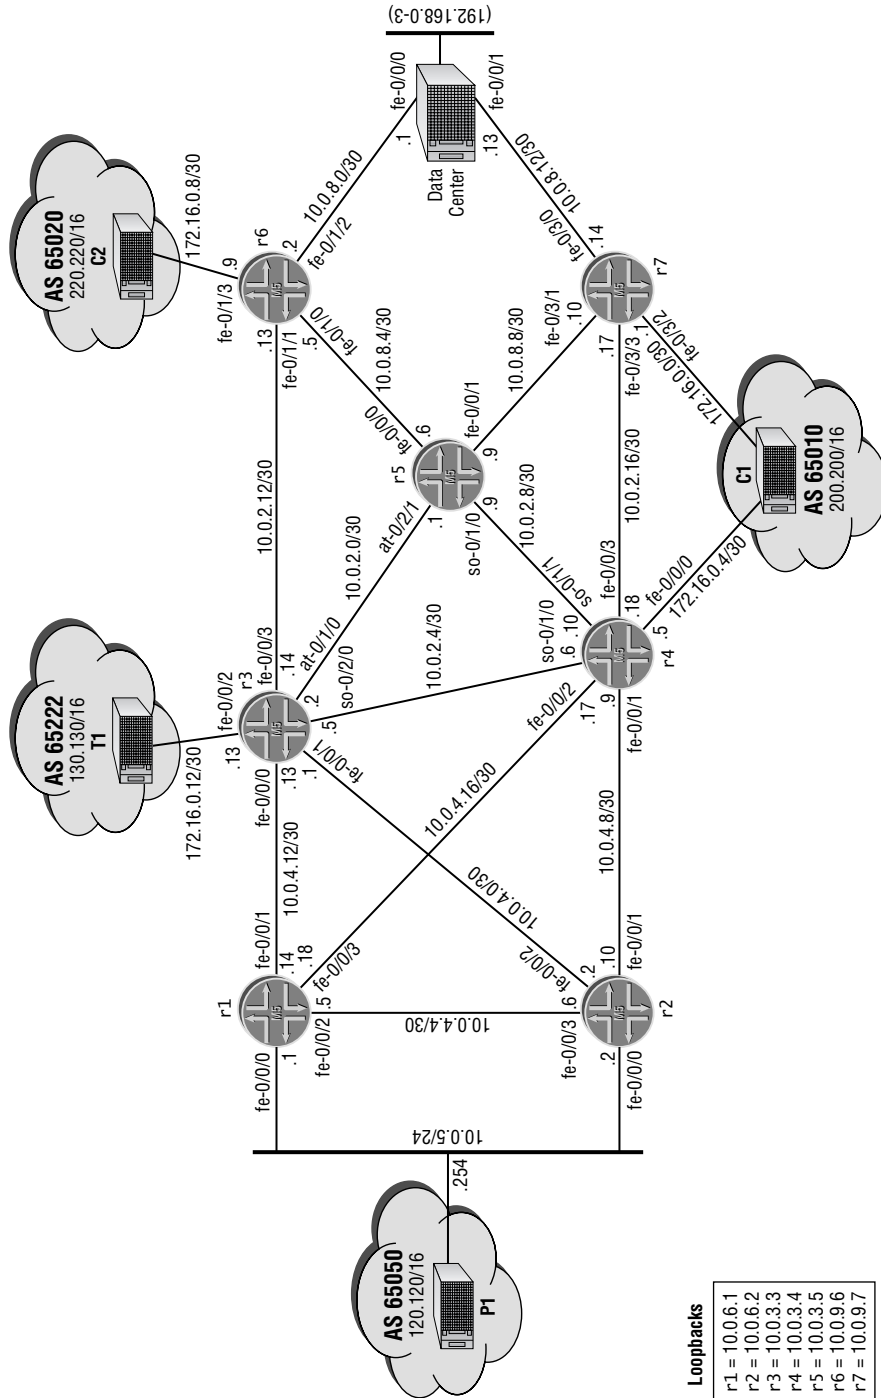 AS 65222
130.130/16
T1
172.16.0.12/30
AS 65020
220.220/16
C2
172.16.0.8/30
AS 65050
120.120/16
P1
.254
10.0.5/24
fe-0/0/0
.1
r1
fe-0/0/1
.14
.18
fe-0/0/3
.5
fe-0/0/2
10.0.4.4/30
fe-0/0/3
.6
fe-0/0/2
.2
.10
fe-0/0/1
r2
.2
fe-0/0/0
10.0.4.12/30
10.0.4.16/30
10.0.4.0/30
10.0.4.8/30
fe-0/0/0
.13
fe-0/0/2
r3
fe-0/0/3
.14
at-0/1/0
.2
so-0/2/0
.5
.13
.1
fe-0/0/1
10.0.2.12/30
10.0.2.0/30
10.0.2.4/30
fe-0/0/2
.17
.9
fe-0/0/1
so-0/1/0
.6
.10
so-0/1/1
fe-0/0/3
.18
fe-0/0/0
.5
r4
172.16.0.4/30
10.0.2.8/30
10.0.2.16/30
at-0/2/1
.1
r5
fe-0/0/0
.6
fe-0/0/1
.9
so-0/1/0
.9
10.0.8.4/30
10.0.8.8/30
fe-0/1/3
.9
r6
.13
fe-0/1/1
.5
fe-0/1/0
.2
fe-0/1/2
10.0.8.0/30
fe-0/3/1
.10
.17
fe-0/3/3
.1
fe-0/3/2
172.16.0.0/30
r7
.14
fe-0/3/0
10.0.8.12/30
.1
fe-0/0/0
Data
Center
.13
fe-0/0/1
(192.168.0-3)
C1
AS 65010
200.200/16
M5
M5
M5
M5
M5
M5
M5
Loopbacks
r1 = 10.0.6.1
r2 = 10.0.6.2
r3 = 10.0.3.3
r4 = 10.0.3.4
r5 = 10.0.3.5
r6 = 10.0.9.6
r7 = 10.0.9.7